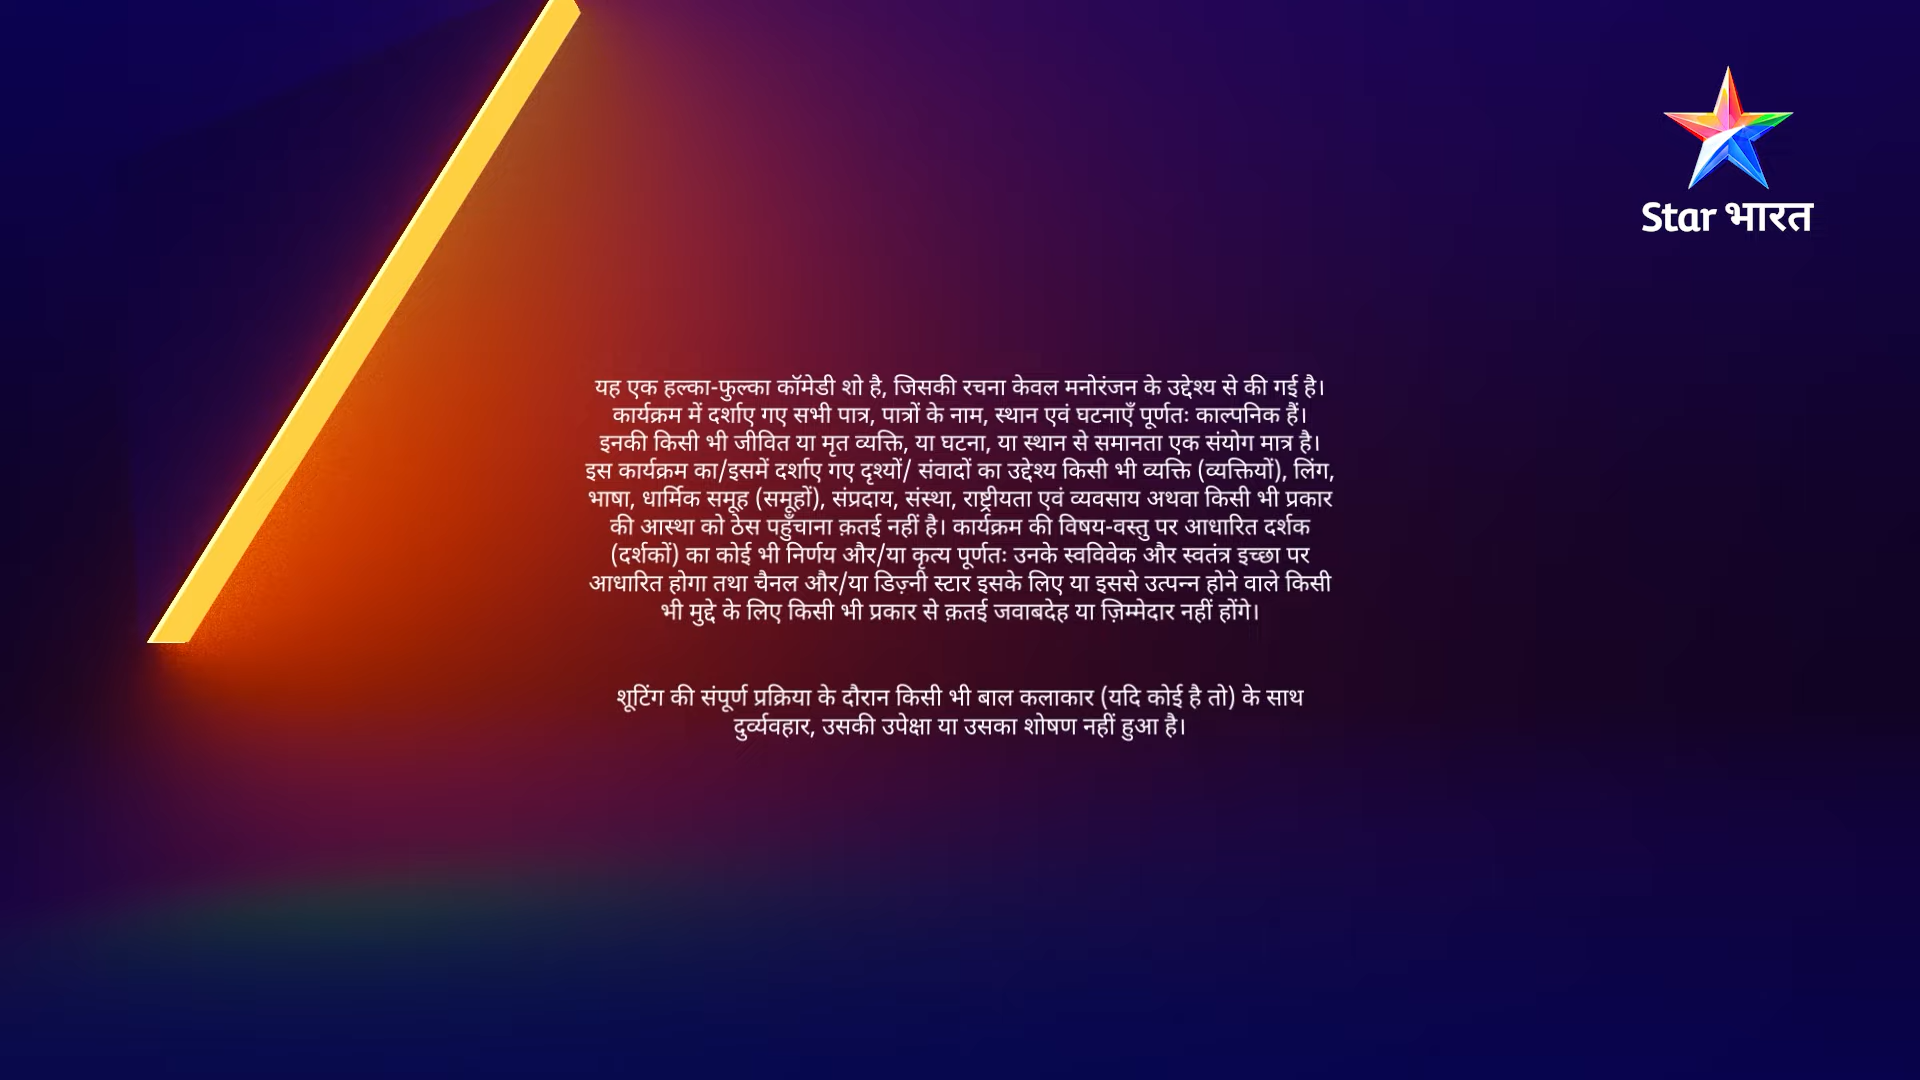 Star भारत
यह एक हल्का-फुल्का कॉमेडी शो है, जिसकी रचना केवल मनोरंजन के उद्देश्य से की गई है।
कार्यक्रम में दर्शाए गए सभी पात्र, पात्रों के नाम, स्थान एवं घटनाएँ पूर्णतः काल्पनिक हैं।
इनकी किसी भी जीवित या मृत व्यक्ति, या घटना, या स्थान से समानता एक संयोग मात्र है।
इस कार्यक्रम का/इसमें दर्शाए गए दृश्यों/ संवादों का उद्देश्य किसी भी व्यक्ति (व्यक्तियों), लिंग,
भाषा, धार्मिक समूह (समूहों), संप्रदाय, संस्था, राष्ट्रीयता एवं व्यवसाय अथवा किसी भी प्रकार
की आस्था को ठेस पहुँचाना क़तई नहीं है। कार्यक्रम की विषय-वस्तु पर आधारित दर्शक
(दर्शकों) का कोई भी निर्णय और/या कृत्य पूर्णतः उनके स्वविवेक और स्वतंत्र इच्छा पर
आधारित होगा तथा चैनल और/या डिज़्नी स्टार इसके लिए या इससे उत्पन्न होने वाले किसी
भी मुद्दे के लिए किसी भी प्रकार से क़तई जवाबदेह या ज़िम्मेदार नहीं होंगे।
शूटिंग की संपूर्ण प्रक्रिया के दौरान किसी भी बाल कलाकार (यदि कोई है तो) के साथ
दुर्व्यवहार, उसकी उपेक्षा या उसका शोषण नहीं हुआ है।